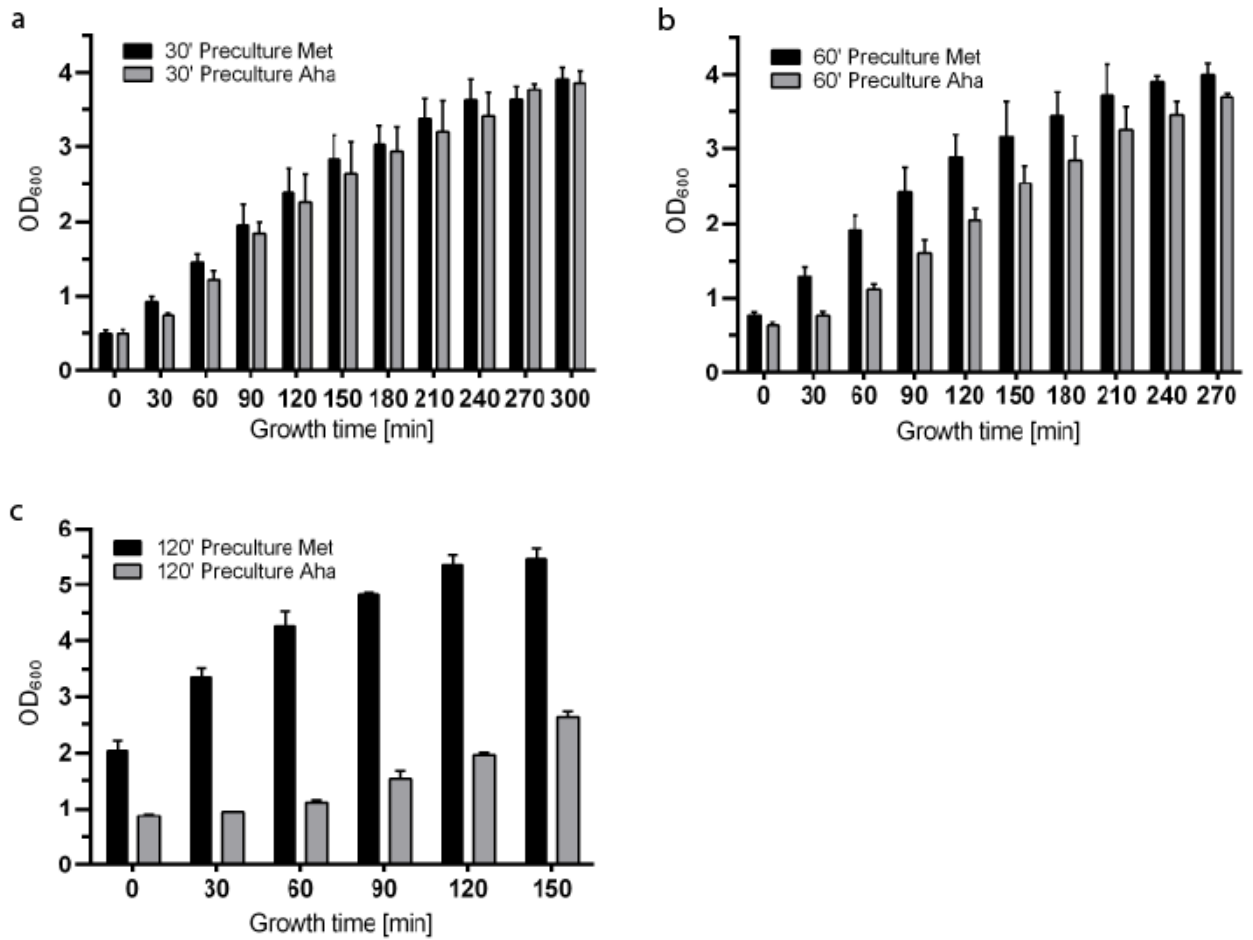 a
30' Preculture Met
30' Preculture Aha
4
3
2
1
0
OD600
0 30 60 90 120 150 180 210 240 270 300
Growth time [min]
b
60' Preculture Met
60' Preculture Aha
4
3
2
1
0
OD600
0 30 60 90 120 150 180 210 240 270
Growth time [min]
c
120' Preculture Met
120' Preculture Aha
6
5
4
3
2
1
0
OD600
0 30 60 90 120 150
Growth time [min]